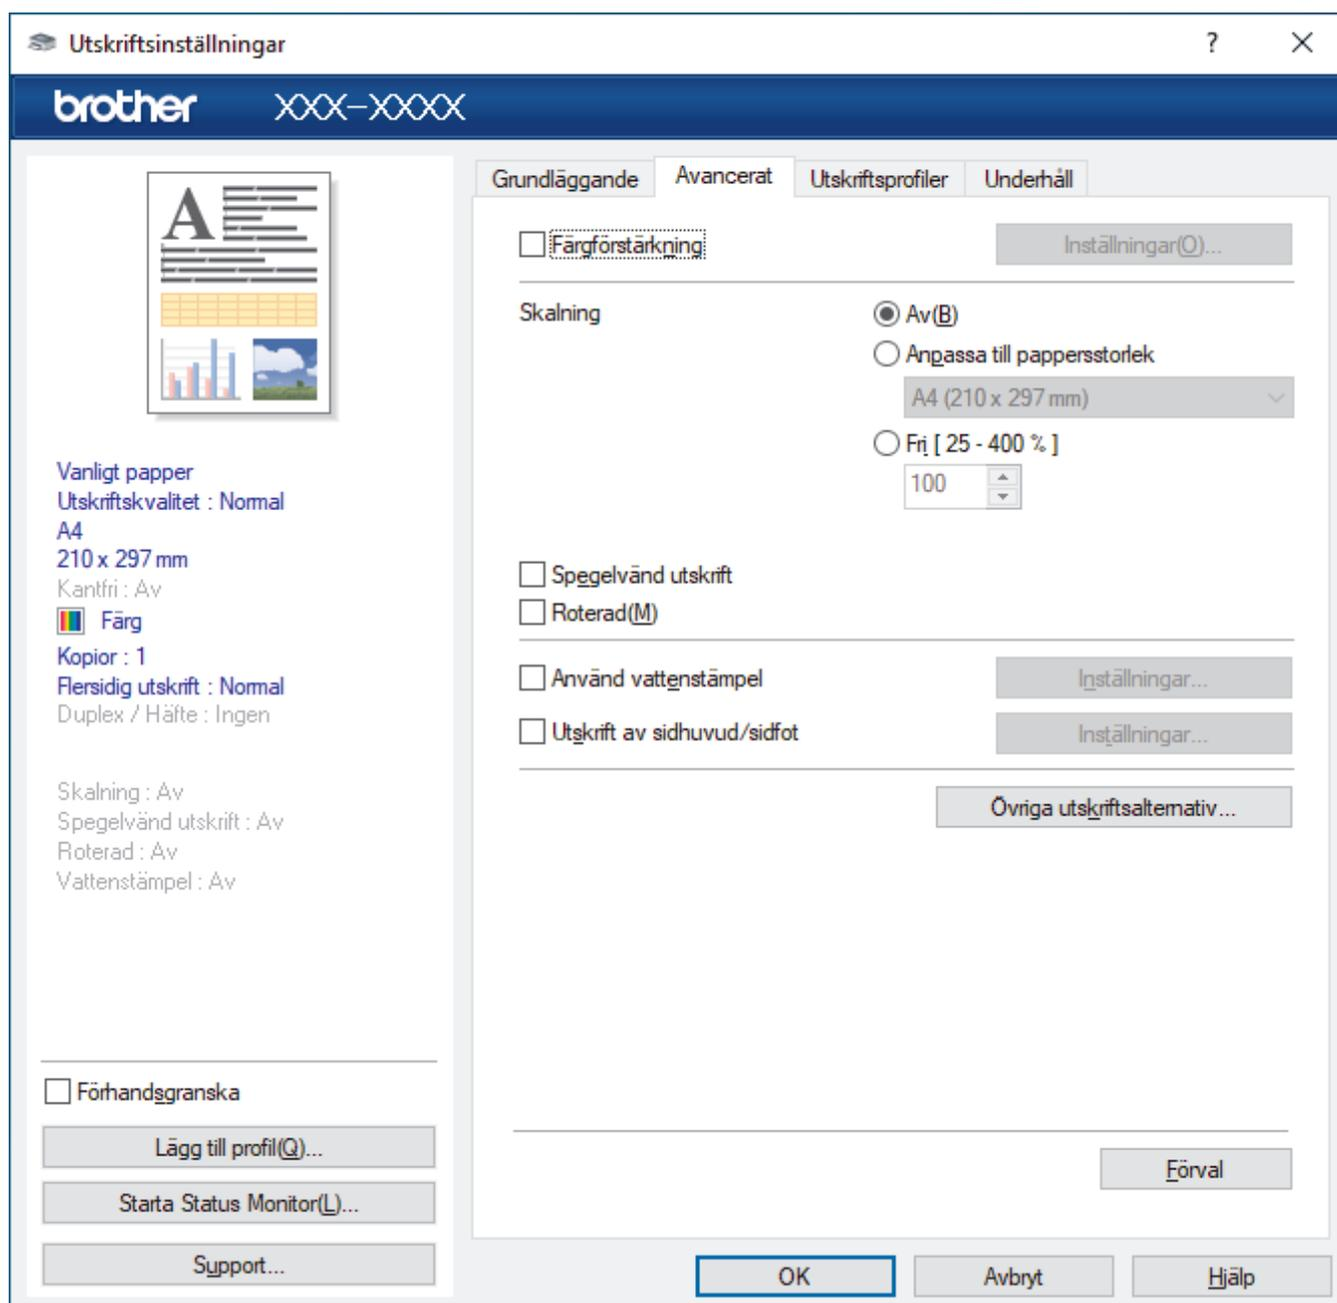 Utskriftsinställningar
?
brother XXX-XXXX
A
Vanligt papper
Utskriftskvalitet : Normal
A4
210 x 297 mm
Kantfri : Av
Färg
Kopior : 1
Flersidig utskrift : Normal
Duplex / Häfte : Ingen
Skalning : Av
Spegelvänd utskrift : Av
Roterad : Av
Vattenstämpel : Av
Förhandsgranska
Lägg till profil(Q)...
Starta Status Monitor(L)...
Support...
Grundläggande Avancerat Utskriftsprofiler Underhåll
Färgförstärkning Inställningar(O)...
Skalning Av(B)
Anpassa till pappersstorlek
A4 (210 x 297 mm)
Fri [ 25 - 400 % ]
100
Spegelvänd utskrift
Roterad(M)
Använd vattenstämpel Inställningar...
Utskrift av sidhuvud/sidfot Inställningar...
Övriga utskriftsalternativ...
Förval
OK Avbryt Hjälp